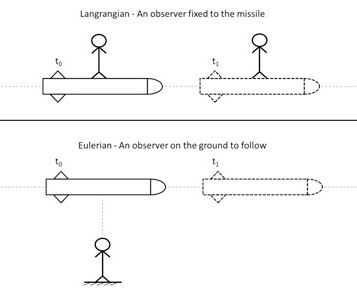 Langrangian - An observer fixed to the missile
t0 t1
Eulerian - An observer on the ground to follow
t0 t1